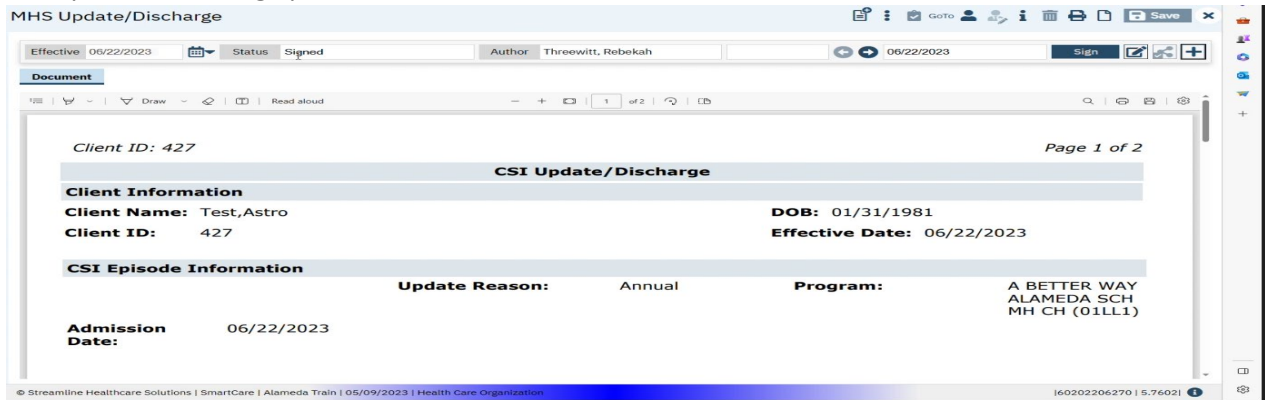 MHS Update/Discharge GOTO Save
Effective 06/22/2023 Status Signed Author Threewitt, Rebekah 06/22/2023 Sign
Document
Draw Read aloud 1 of 2
Client ID: 427 Page 1 of 2
CSI Update/Discharge
Client Information
Client Name: Test,Astro DOB: 01/31/1981
Client ID: 427 Effective Date: 06/22/2023
CSI Episode Information
Update Reason: Annual Program: A BETTER WAY
ALAMEDA SCH
MH CH (01LL1)
Admission 06/22/2023
Date:
© Streamline Healthcare Solutions | SmartCare | Alameda Train | 05/09/2023 | Health Care Organization |60202206270 | 5.7602|